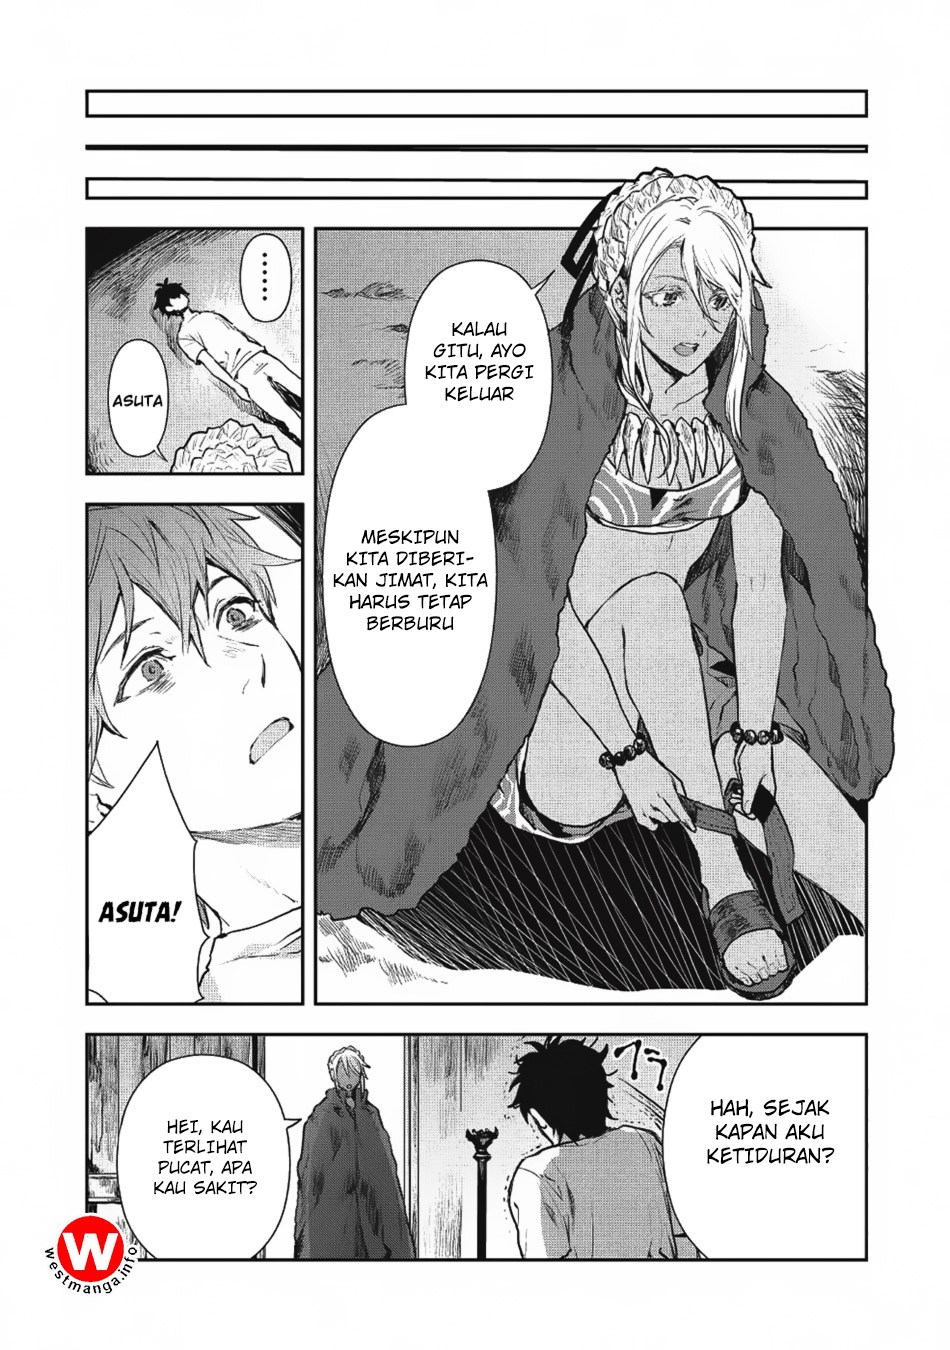 KALAU
GITU, AYO
KITA PERGI
KELUAR
MESKIPUN
KITA DIBERI-
KAN JIMAT, KITA
HARUS TETAP
BERBURU
......
ASUTA
ASUTA!
HAH, SEJAK
KAPAN AKU
KETIDURAN?
HEI, KAU
TERLIHAT
PUCAT, APA
KAU SAKIT?
W
westmanga.info